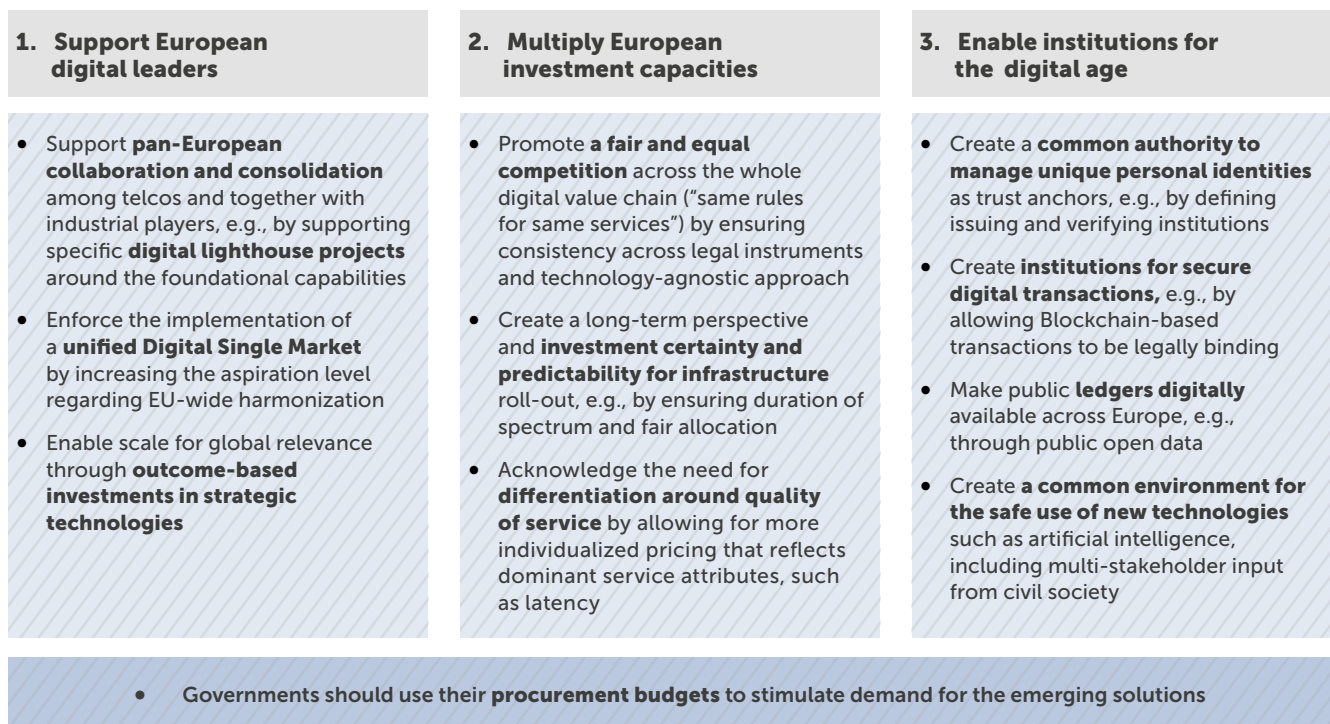 1. Support European
digital leaders
• Support pan-European
collaboration and consolidation
among telcos and together with
industrial players, e.g., by supporting
specific digital lighthouse projects
around the foundational capabilities
• Enforce the implementation of
a unified Digital Single Market
by increasing the aspiration level
regarding EU-wide harmonization
• Enable scale for global relevance
through outcome-based
investments in strategic
technologies
2. Multiply European
investment capacities
• Promote a fair and equal
competition across the whole
digital value chain (“same rules
for same services”) by ensuring
consistency across legal instruments
and technology-agnostic approach
• Create a long-term perspective
and investment certainty and
predictability for infrastructure
roll-out, e.g., by ensuring duration of
spectrum and fair allocation
• Acknowledge the need for
differentiation around quality
of service by allowing for more
individualized pricing that reflects
dominant service attributes, such
as latency
3. Enable institutions for
the digital age
• Create a common authority to
manage unique personal identities
as trust anchors, e.g., by defining
issuing and verifying institutions
• Create institutions for secure
digital transactions, e.g., by
allowing Blockchain-based
transactions to be legally binding
• Make public ledgers digitally
available across Europe, e.g.,
through public open data
• Create a common environment for
the safe use of new technologies
such as artificial intelligence,
including multi-stakeholder input
from civil society
• Governments should use their procurement budgets to stimulate demand for the emerging solutions